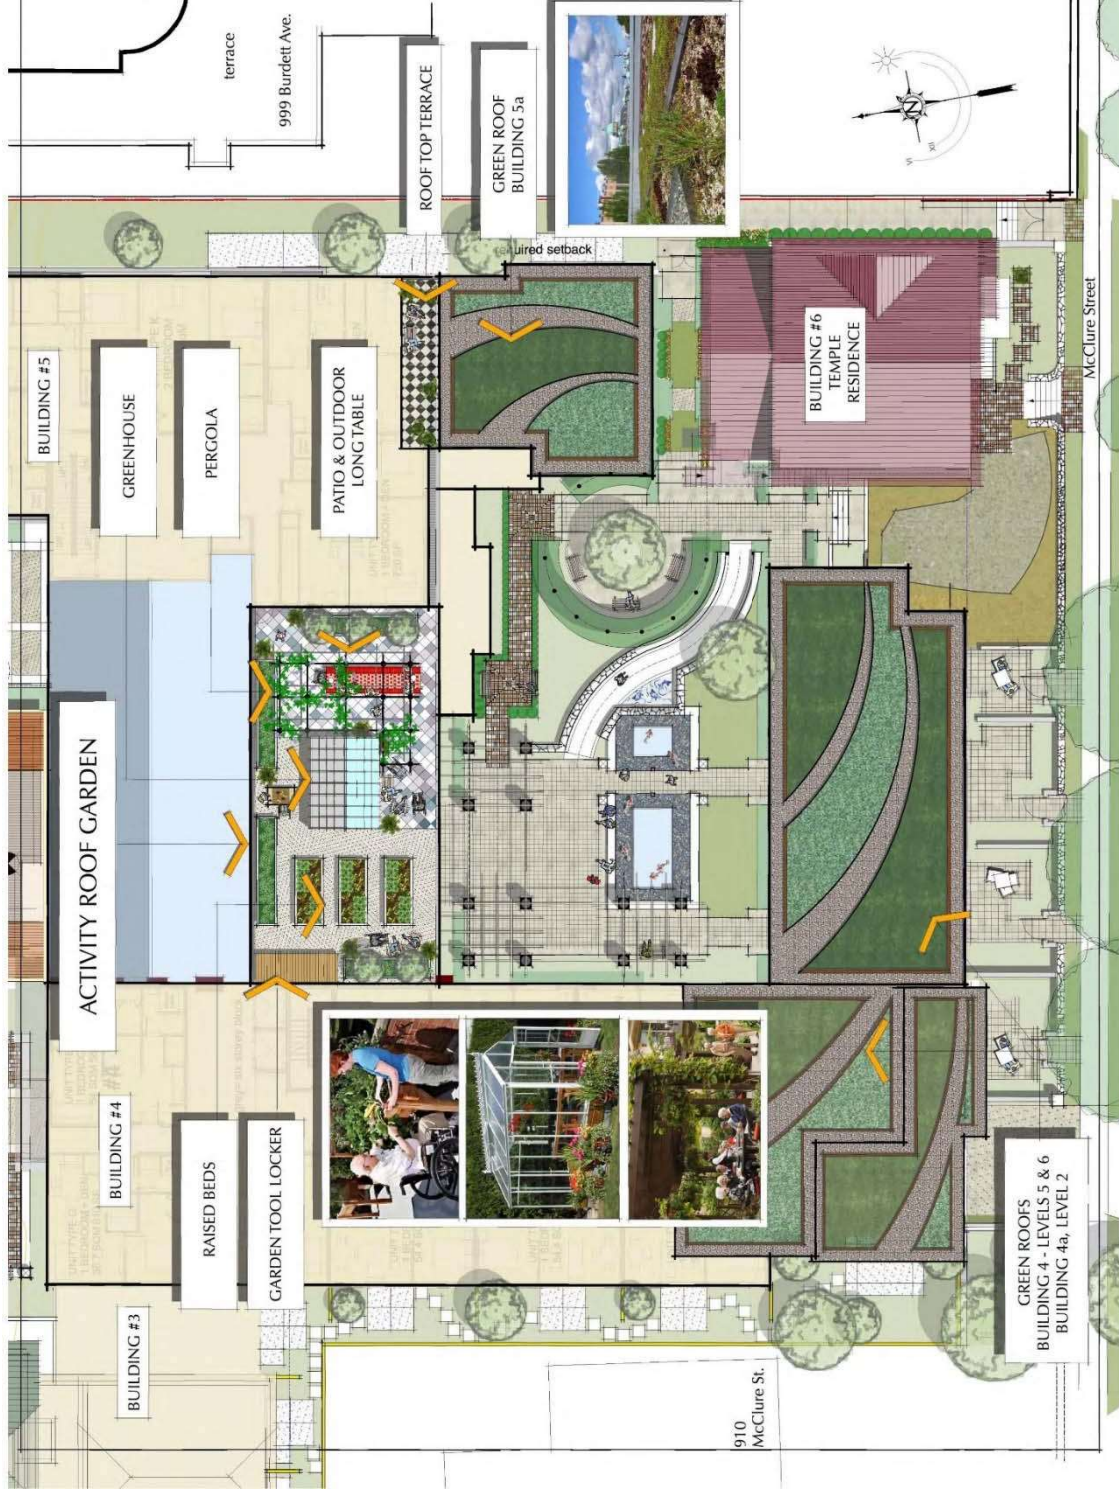 ACTIVITY ROOF GARDEN
BUILDING #3
BUILDING #4
BUILDING #5
RAISED BEDS
GARDEN TOOL LOCKER
GREENHOUSE
PERGOLA
PATIO & OUTDOOR
LONG TABLE
terrace
999 Burdett Ave.
ROOF TOP TERRACE
GREEN ROOF
BUILDING 5a
uired setback
BUILDING #6
TEMPLE
RESIDENCE
910
McClure St.
GREEN ROOFS
BUILDING 4 - LEVELS 5 & 6
BUILDING 4a, LEVEL 2
McClure Street
N